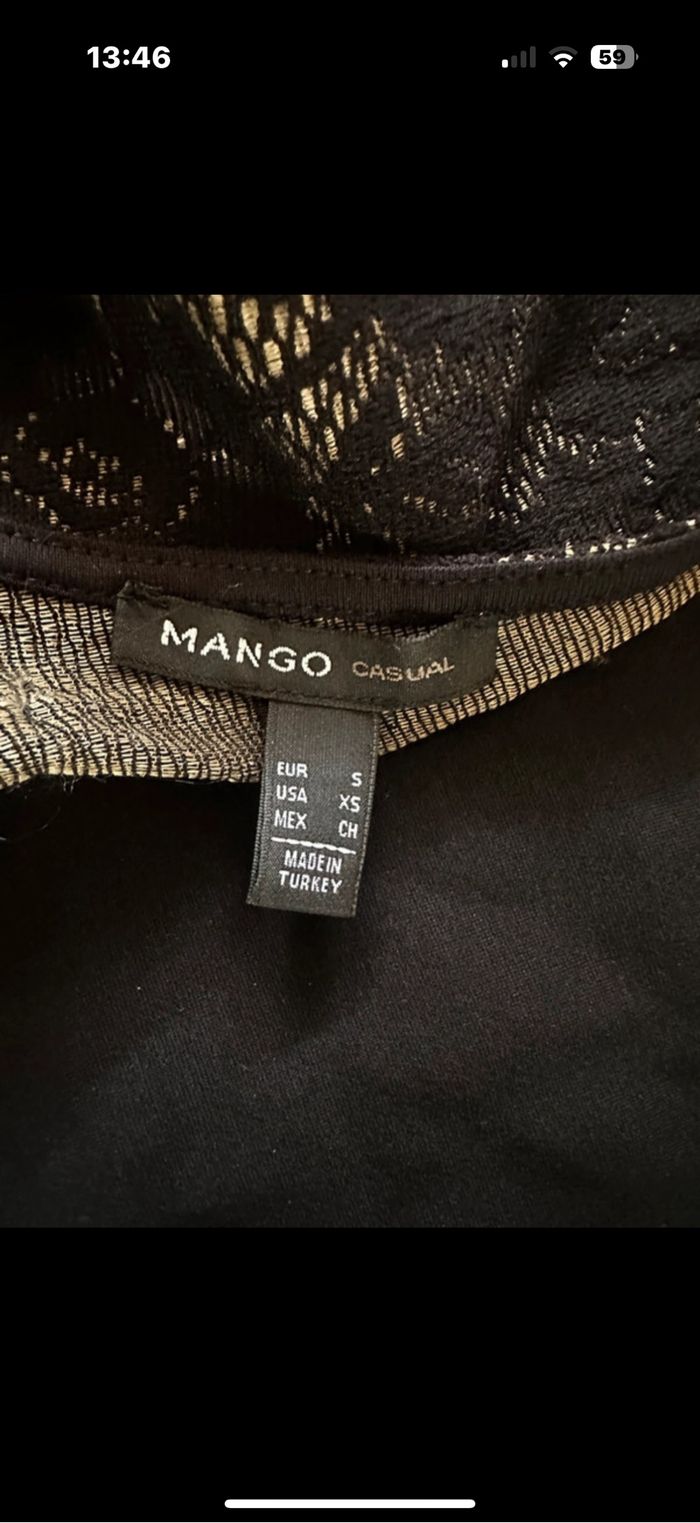 13:46
59
MANGO CASUAL
EUR S
USA XS
MEX CH
MADE IN
TURKEY